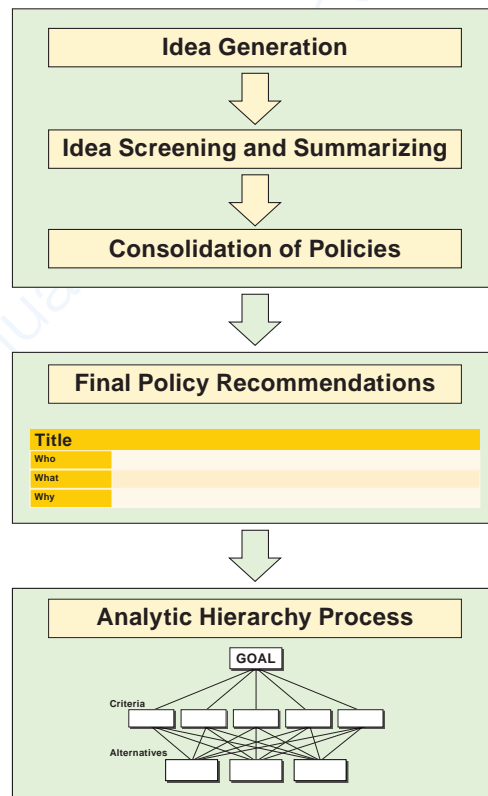 Idea Generation
Idea Screening and Summarizing
Consolidation of Policies
Final Policy Recommendations
Title
Who
What
Why
Analytic Hierarchy Process
GOAL
Criteria
Alternatives